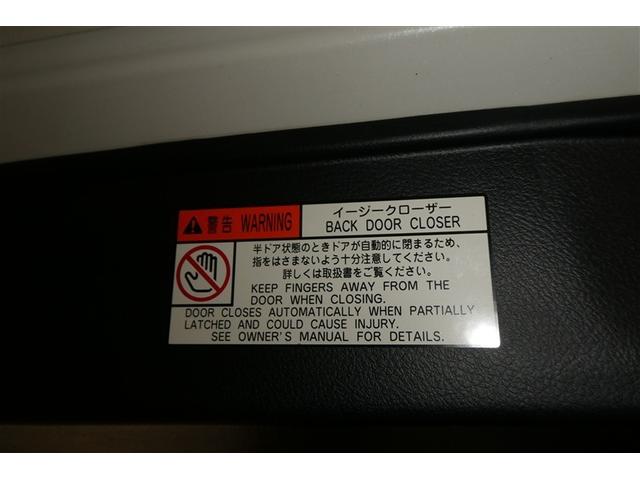 警告 WARNING
イージークローザー
BACK DOOR CLOSER
半ドア状態のときドアが自動的に閉まるため、
指をはさまないよう十分注意してください。
詳しくは取扱書をご覧ください。
KEEP FINGERS AWAY FROM THE
DOOR WHEN CLOSING.
DOOR CLOSES AUTOMATICALLY WHEN PARTIALLY
LATCHED AND COULD CAUSE INJURY.
SEE OWNER'S MANUAL FOR DETAILS.